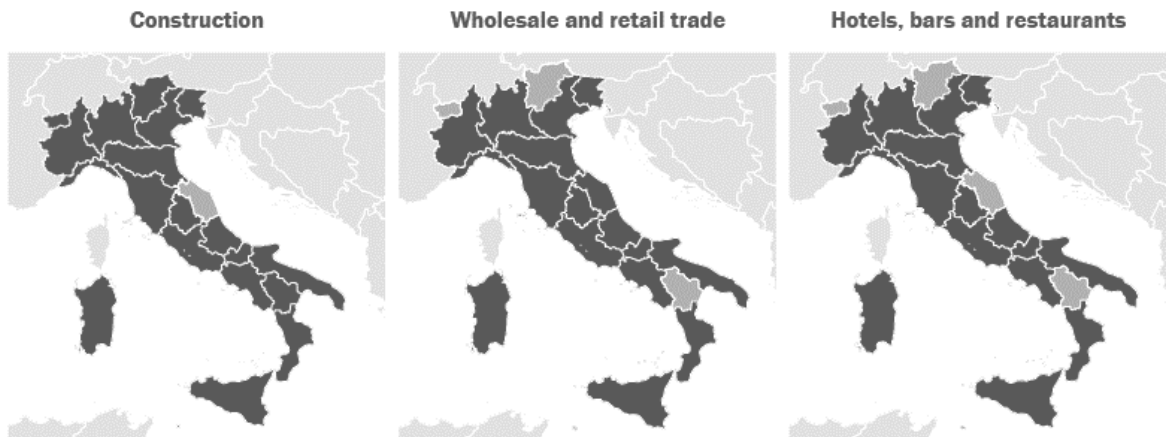 Construction
Wholesale and retail trade
Hotels, bars and restaurants